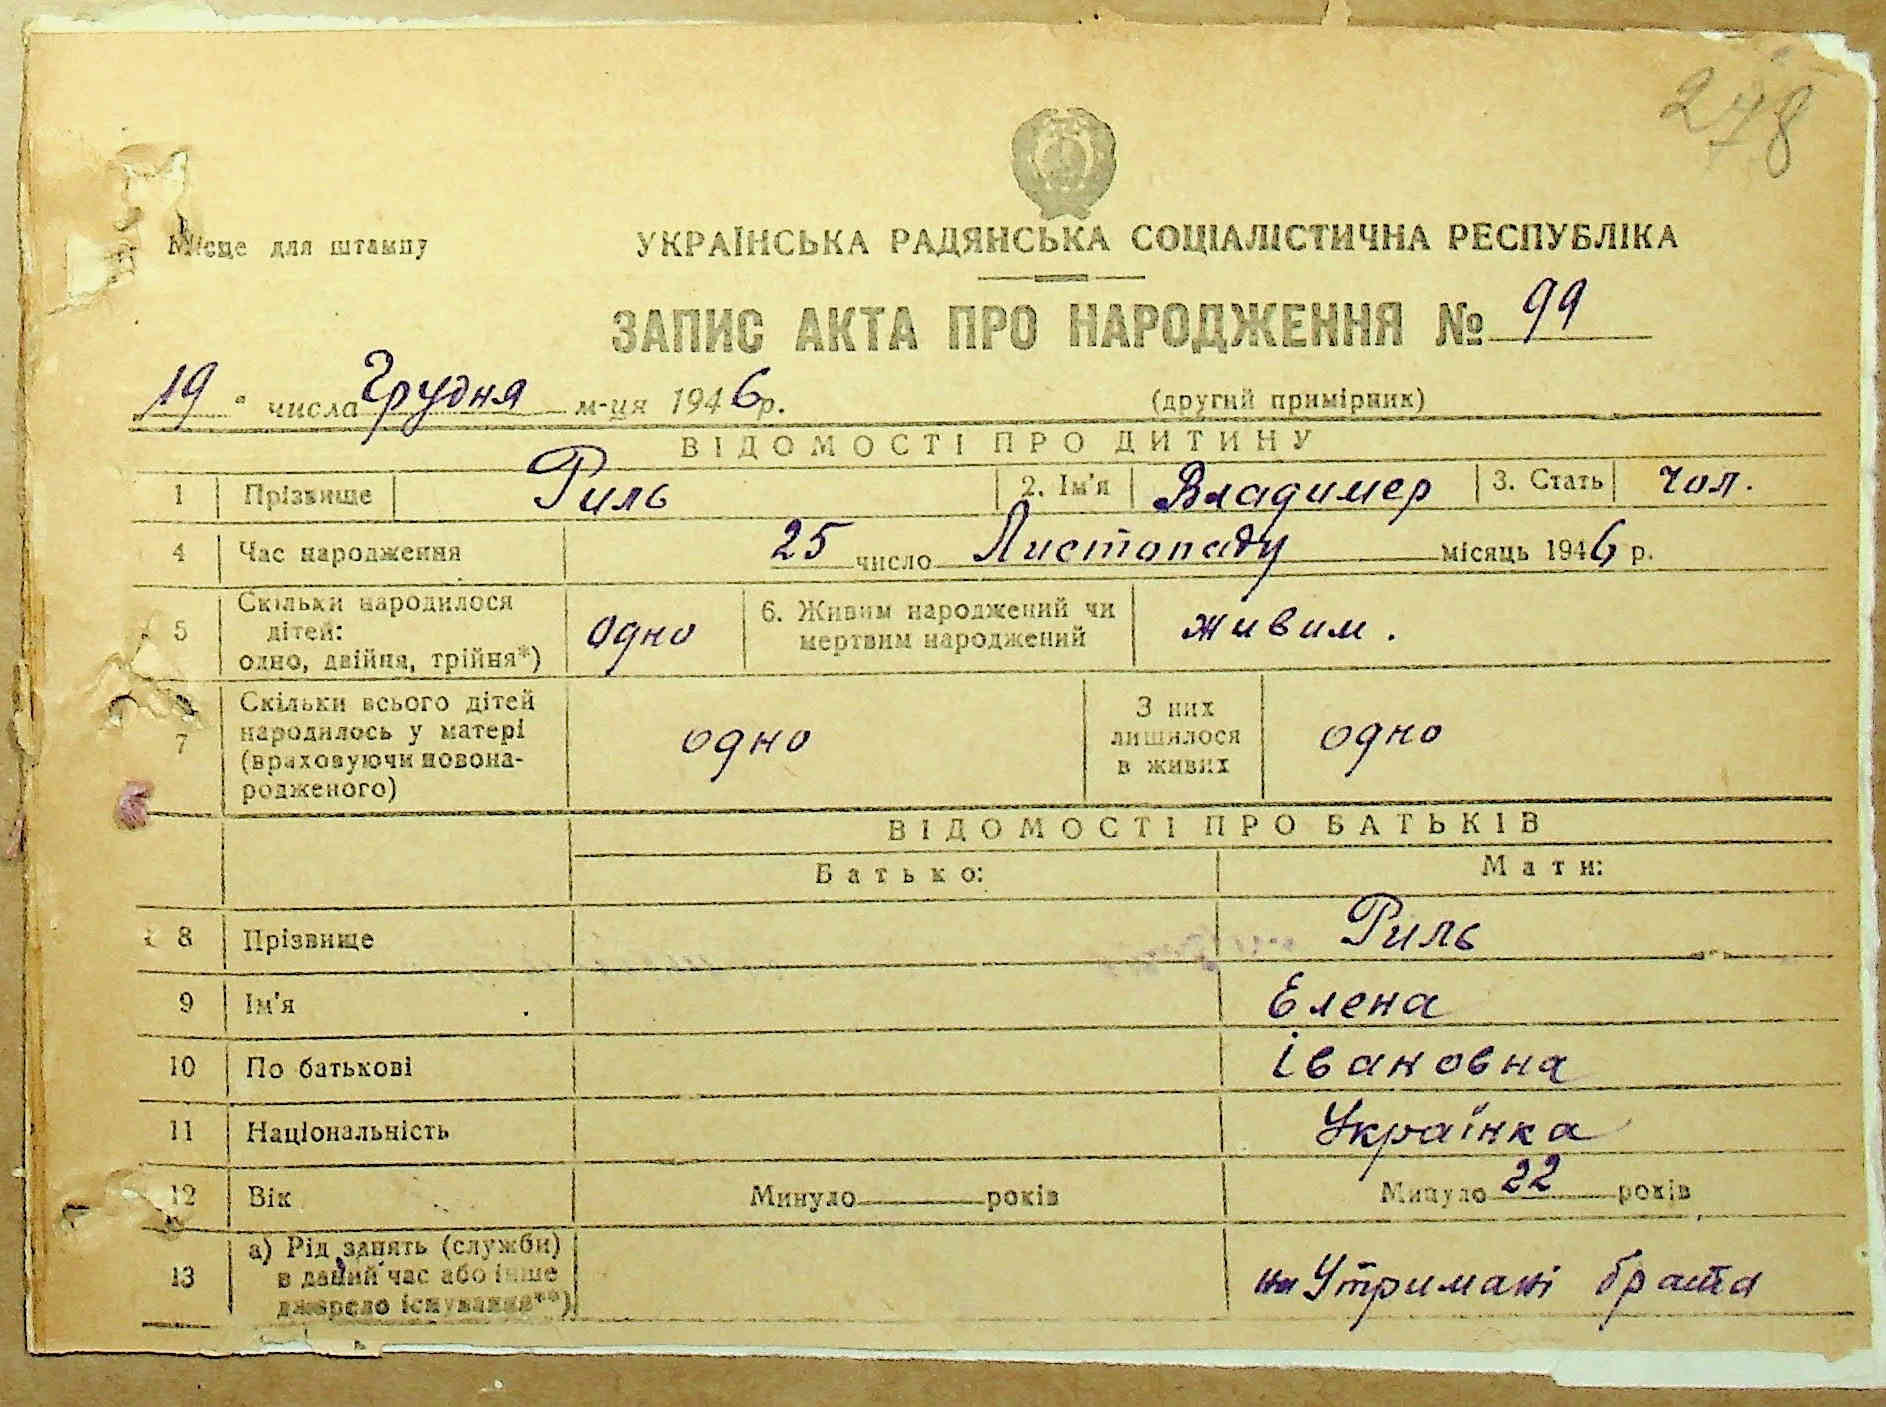 278
Місце для штампу
УКРАЇНСЬКА РАДЯНСЬКА СОЦІАЛІСТИЧНА РЕСПУБЛІКА
ЗАПИС АКТА ПРО НАРОДЖЕННЯ № 99
19 " числа Грудня м-ця 1946 р.
(другий примірник)
ВІДОМОСТІ ПРО ДИТИНУ
1 Прізвище Риль 2. Ім'я Владимер 3. Стать чол.
4 Час народження 25 число Листопаду місяць 1946 р.
5 Скільки народилося дітей: одно, двійня, трійня*) Одно 6. Живим народжений чи мертвим народжений живим.
7 Скільки всього дітей народилось у матері (враховуючи новонародженого) одно З них лишилося в живих одно
ВІДОМОСТІ ПРО БАТЬКІВ
Батько: Мати:
8 Прізвище Риль
9 Ім'я Елена
10 По батькові Івановна
11 Національність Українка
12 Вік Минуло років Минуло 22 років
13 а) Рід занять (служби) в даний час або інше джерело існування**) на Утримані брата